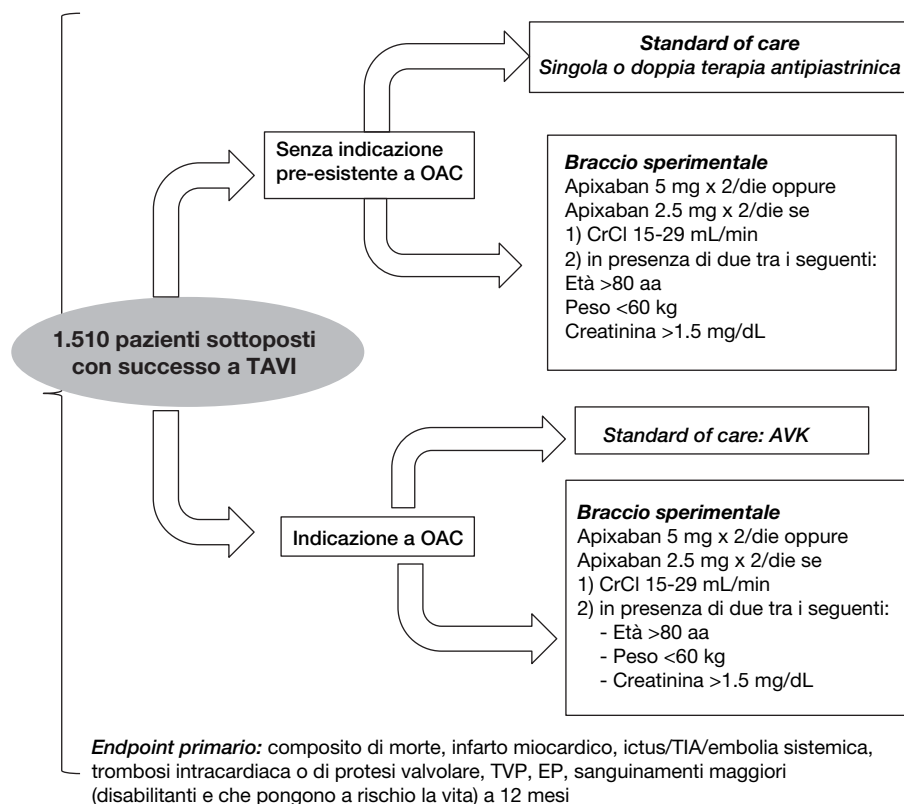 Standard of care
Singola o doppia terapia antipiastrinica
Senza indicazione
pre-esistente a OAC
Braccio sperimentale
Apixaban 5 mg x 2/die oppure
Apixaban 2.5 mg x 2/die se
1) CrCl 15-29 mL/min
2) in presenza di due tra i seguenti:
Età >80 aa
Peso <60 kg
Creatinina >1.5 mg/dL
1.510 pazienti sottoposti
con successo a TAVI
Standard of care: AVK
Indicazione a OAC
Braccio sperimentale
Apixaban 5 mg x 2/die oppure
Apixaban 2.5 mg x 2/die se
1) CrCl 15-29 mL/min
2) in presenza di due tra i seguenti:
- Età >80 aa
- Peso <60 kg
- Creatinina >1.5 mg/dL
Endpoint primario: composito di morte, infarto miocardico, ictus/TIA/embolia sistemica,
trombosi intracardiaca o di protesi valvolare, TVP, EP, sanguinamenti maggiori
(disabilitanti e che pongono a rischio la vita) a 12 mesi